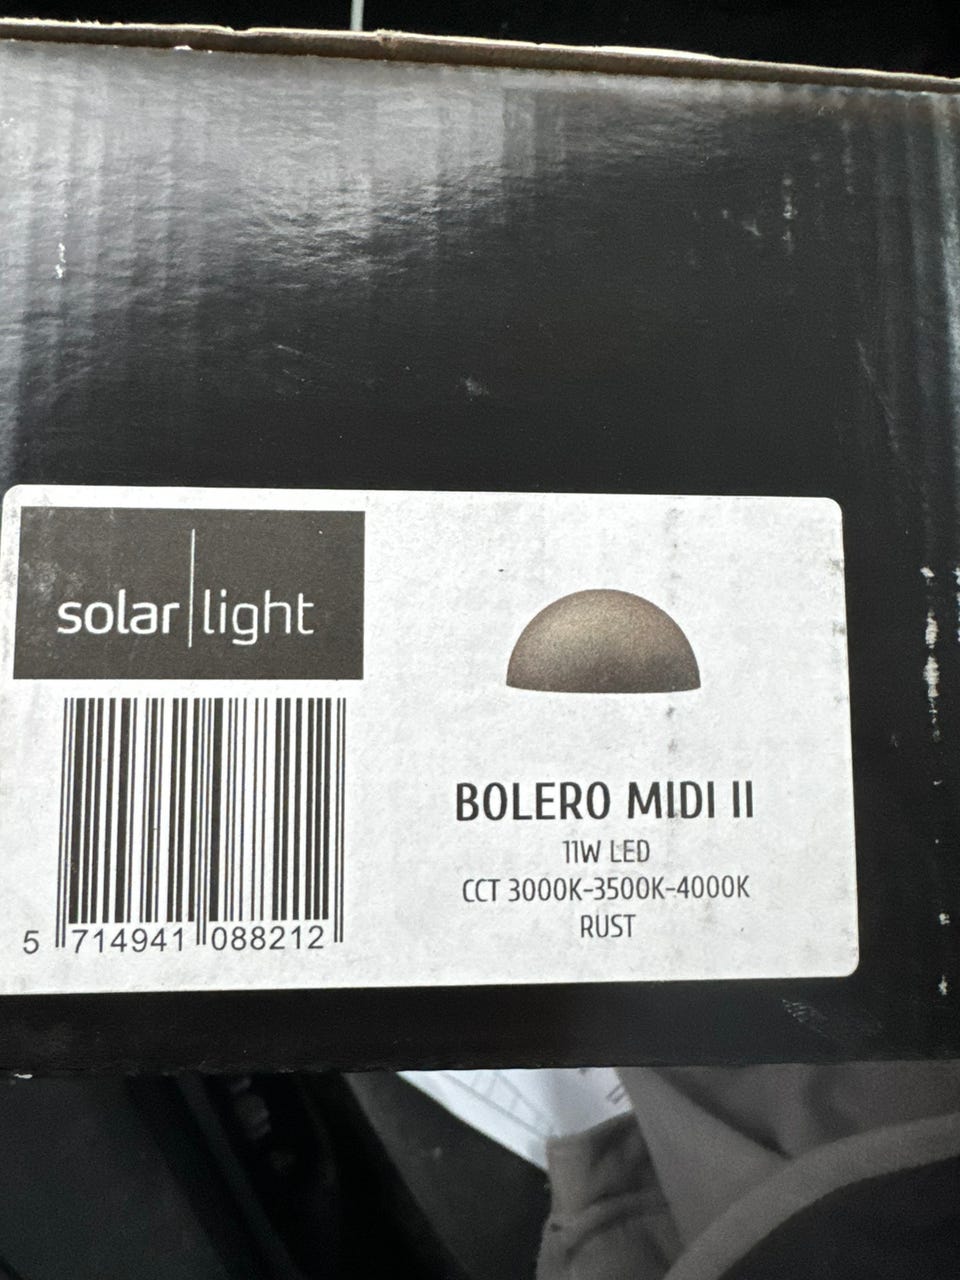 solar light
5 714941 088212
BOLERO MIDI II
11W LED
CCT 3000K-3500K-4000K
RUST